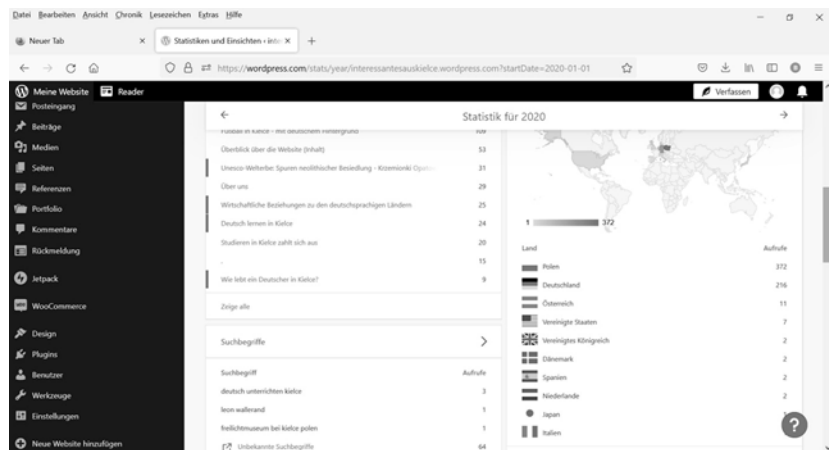 Datei Bearbeiten Ansicht Chronik Lesezeichen Extras Hilfe
Neuer Tab
Statistiken und Einsichten ‹ inte
https://wordpress.com/stats/year/interessantesauskielce.wordpress.com?startDate=2020-01-01
Meine Website
Reader
Verfassen
Posteingang
Beiträge
Medien
Seiten
Referenzen
Portfolio
Kommentare
Rückmeldung
Jetpack
WooCommerce
Design
Plugins
Benutzer
Werkzeuge
Einstellungen
Neue Website hinzufügen
Statistik für 2020
Fussball in Kielce - mit deutschem Hintergrund 109
Überblick über die Website (Inhalt) 53
Unesco-Welterbe: Spuren neolithischer Besiedlung - Krzemionki 31
Über uns 29
Wirtschaftliche Beziehungen zu den deutschsprachigen Ländern 25
Deutsch lernen in Kielce 24
Studieren in Kielce zahlt sich aus 20
. 15
Wie lebt ein Deutscher in Kielce? 9
Zeige alle
Suchbegriffe
Suchbegriff Aufrufe
deutsch unterrichten kielce 3
leon wallerand 1
freilichtmuseum bei kielce polen 1
Unbekannte Suchbegriffe 64
1 372
Land Aufrufe
Polen 372
Deutschland 216
Österreich 11
Vereinigte Staaten 7
Vereinigtes Königreich 2
Dänemark 2
Spanien 2
Niederlande 2
Japan
Italien
?